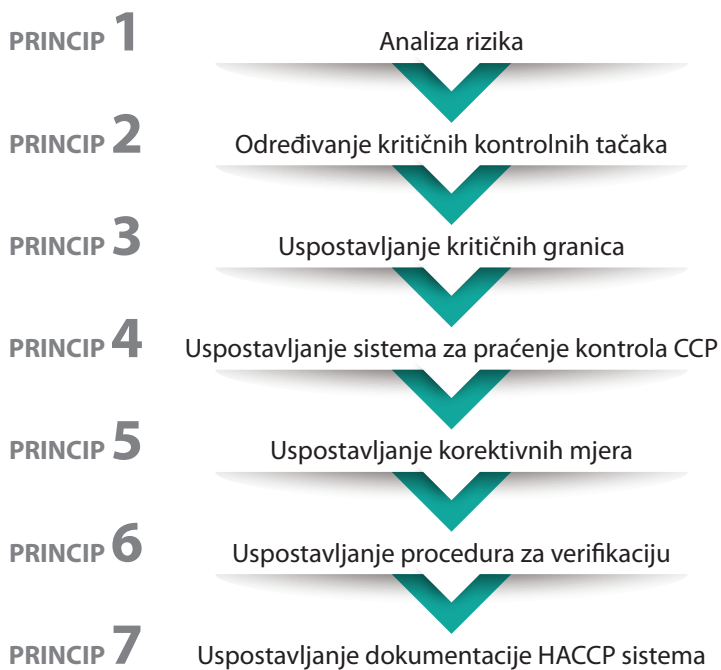 PRINCIP 1 Analiza rizika
PRINCIP 2 Određivanje kritičnih kontrolnih tačaka
PRINCIP 3 Uspostavljanje kritičnih granica
PRINCIP 4 Uspostavljanje sistema za praćenje kontrola CCP
PRINCIP 5 Uspostavljanje korektivnih mjera
PRINCIP 6 Uspostavljanje procedura za verifikaciju
PRINCIP 7 Uspostavljanje dokumentacije HACCP sistema